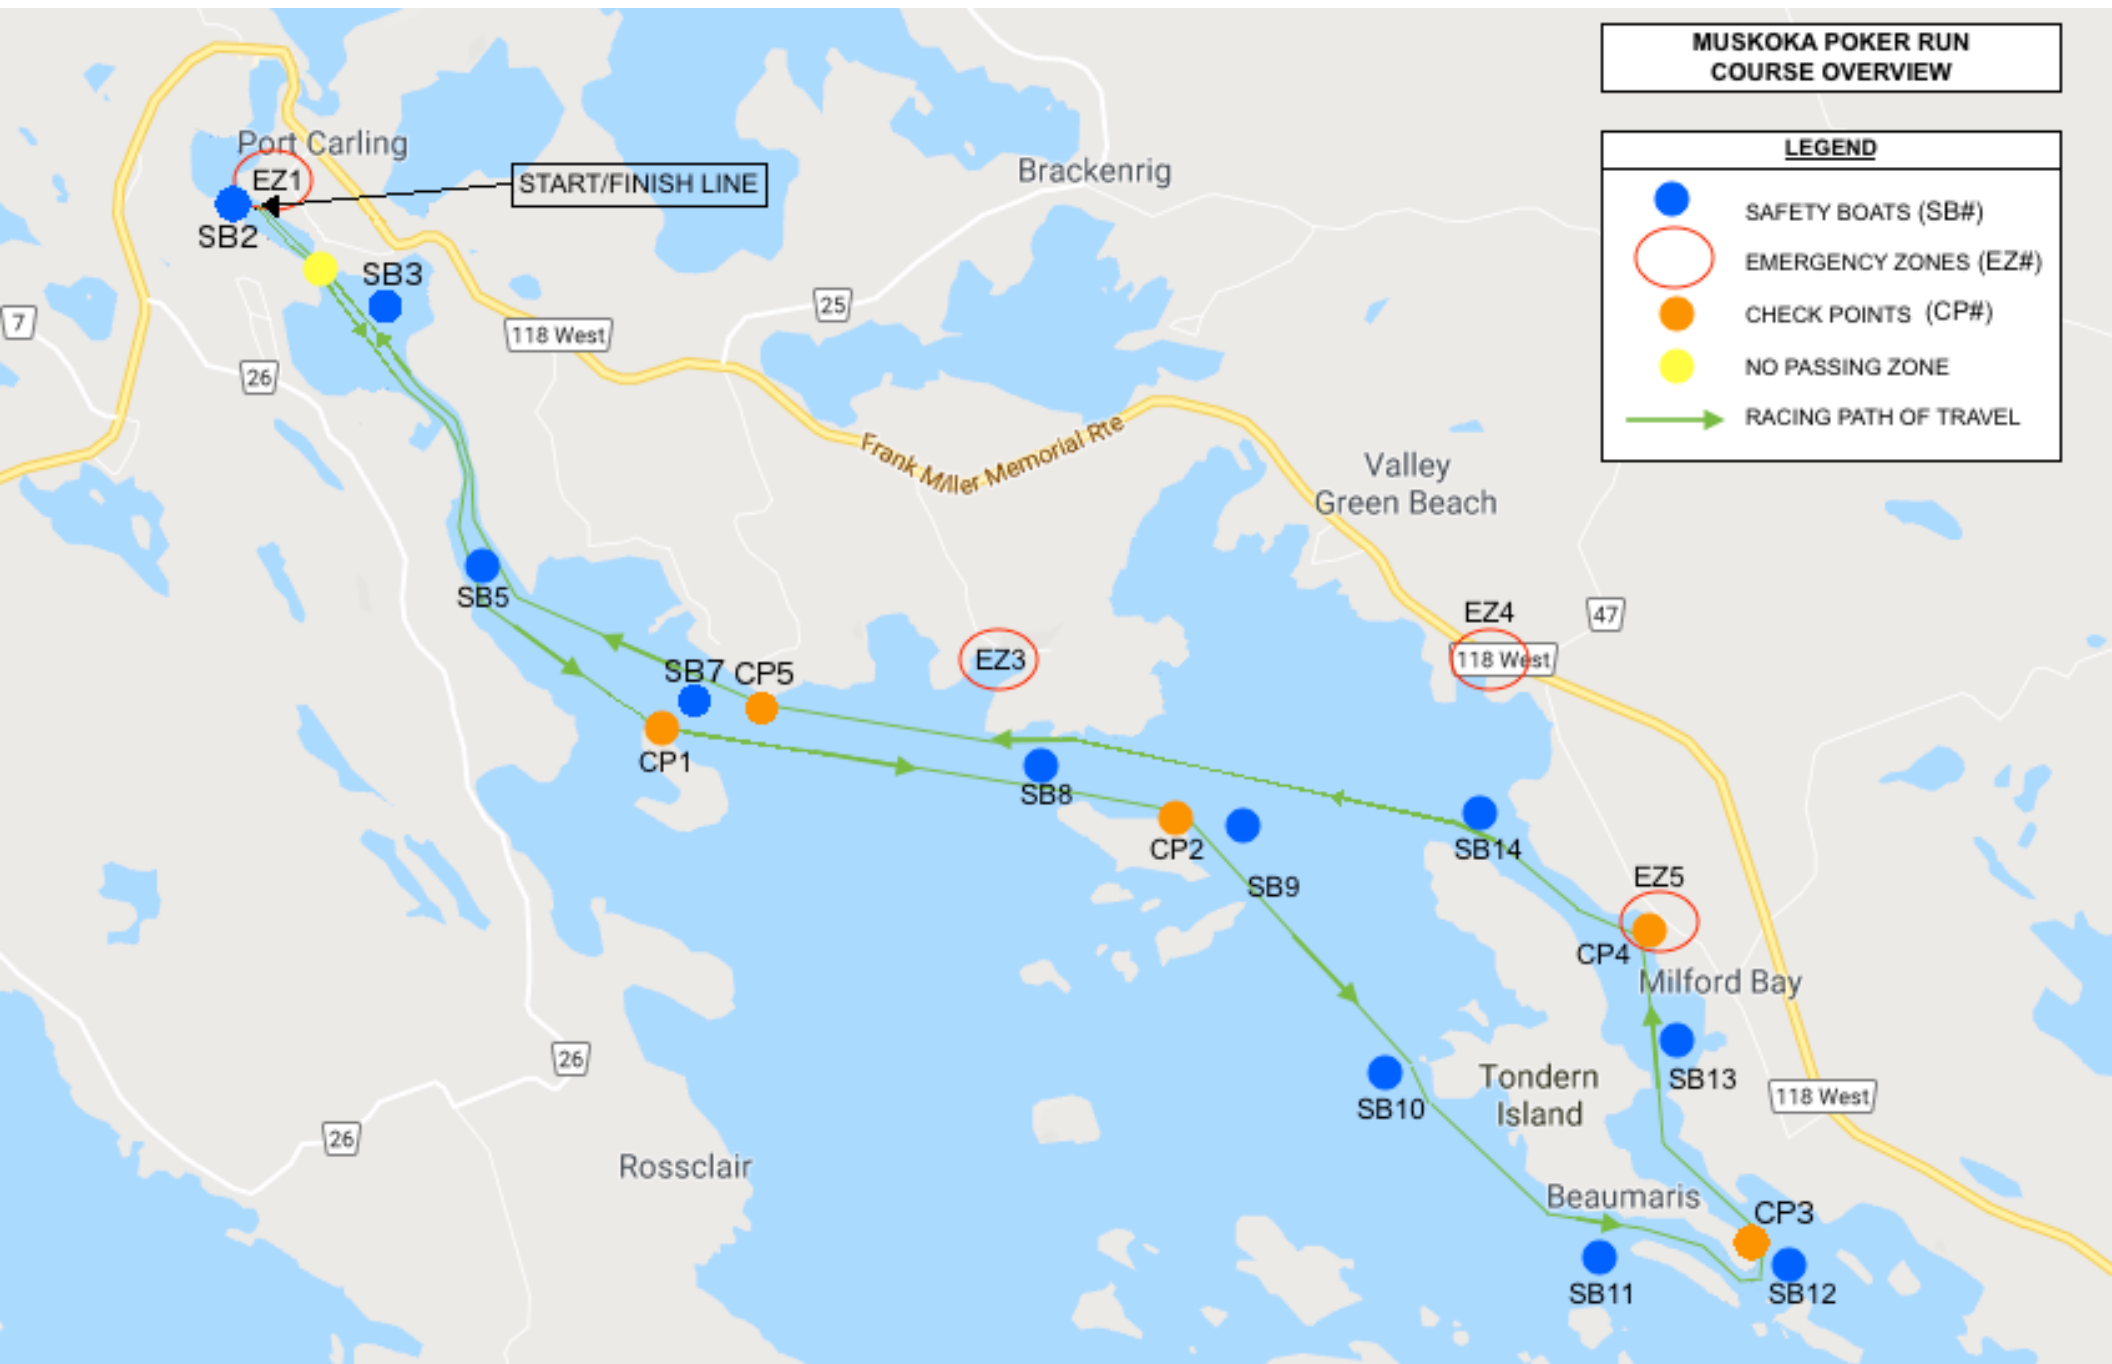 MUSKOKA POKER RUN
COURSE OVERVIEW
LEGEND
SAFETY BOATS (SB#)
EMERGENCY ZONES (EZ#)
CHECK POINTS (CP#)
NO PASSING ZONE
RACING PATH OF TRAVEL
Port Carling
EZ1
START/FINISH LINE
Brackenrig
SB2
SB3
25
7
118 West
26
Frank Miller Memorial Rte
Valley
Green Beach
SB5
EZ4
47
EZ3
118 West
SB7
CP5
CP1
SB8
CP2
SB14
SB9
EZ5
CP4
Milford Bay
26
Tondern
Island
SB13
SB10
118 West
26
Rossclair
Beaumaris
CP3
SB11
SB12